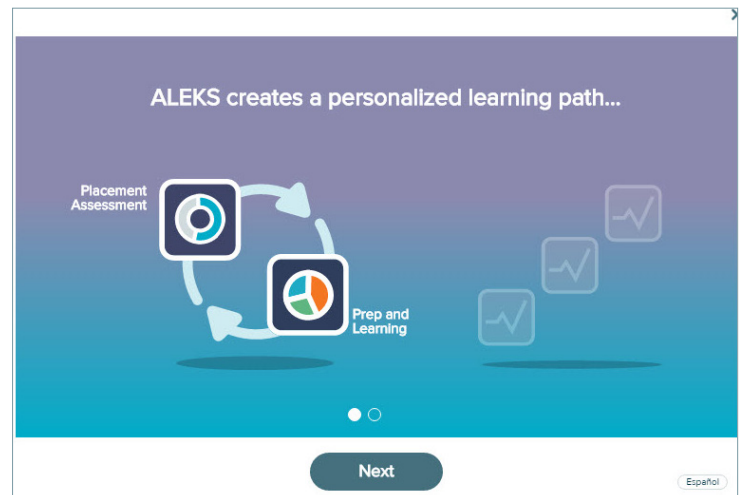 ALEKS creates a personalized learning path...
Placement
Assessment
Prep and
Learning
Next
Español